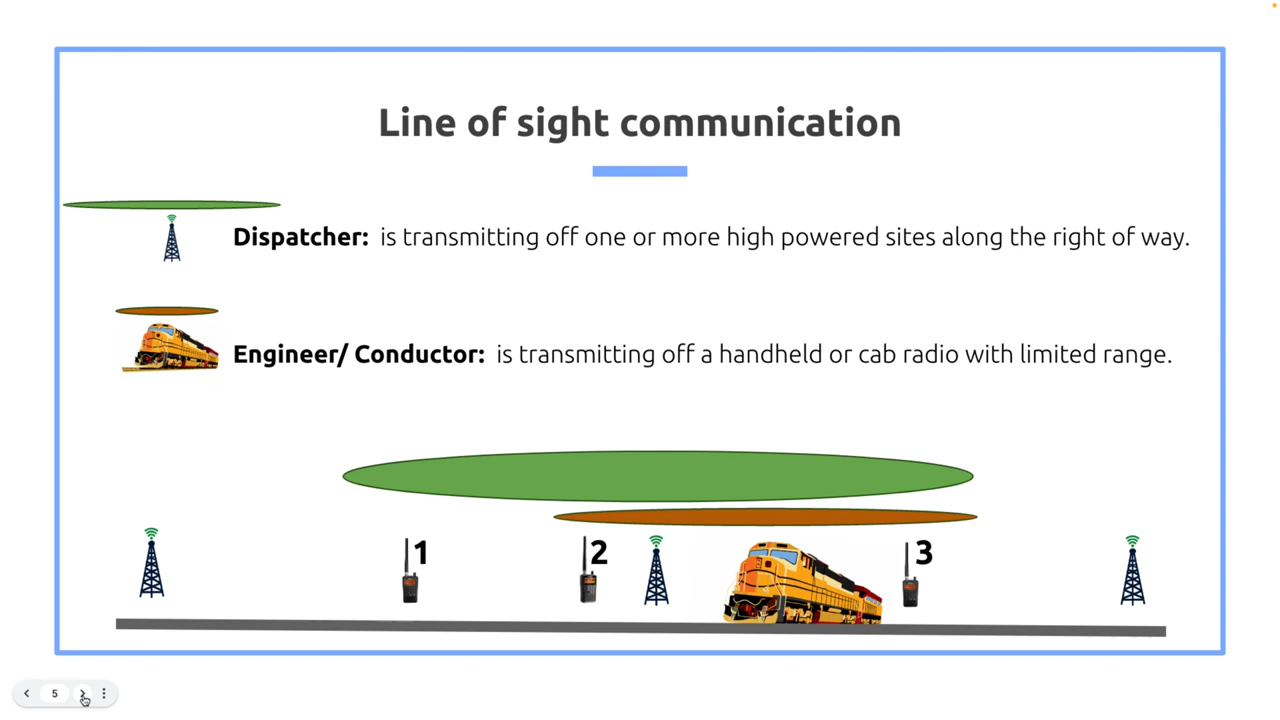 Line of sight communication
Dispatcher: is transmitting off one or more high powered sites along the right of way.
Engineer/ Conductor: is transmitting off a handheld or cab radio with limited range.
1
2
3
5